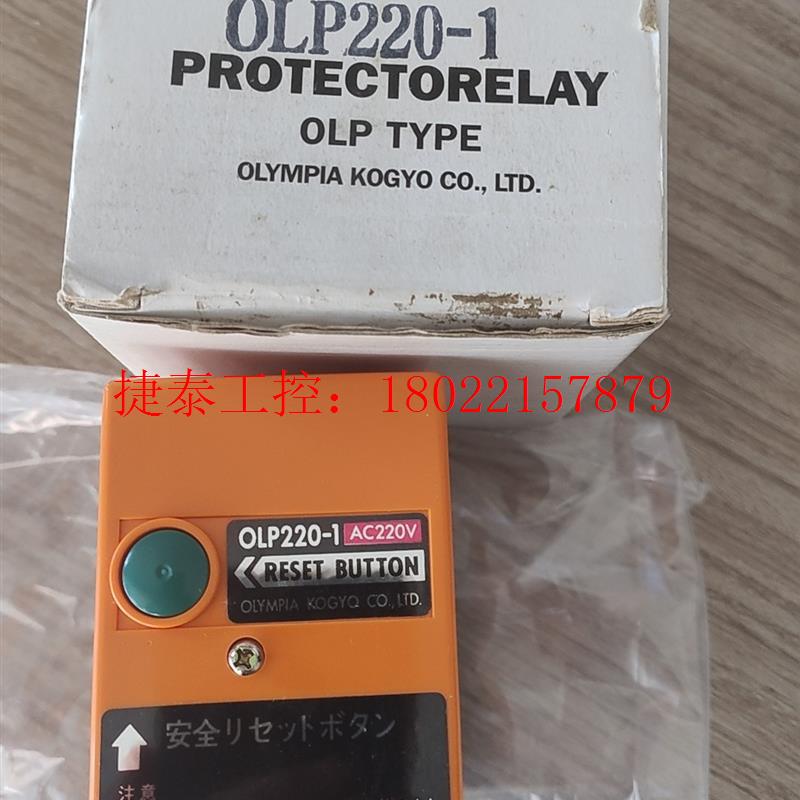 OLP220-1
PROTECTORELAY
OLP TYPE
OLYMPIA KOGYO CO., LTD.
捷泰工控：18022157879
OLP220-1 AC220V
RESET BUTTON
OLYMPIA KOGYO CO., LTD.
安全リセットボタン
注意